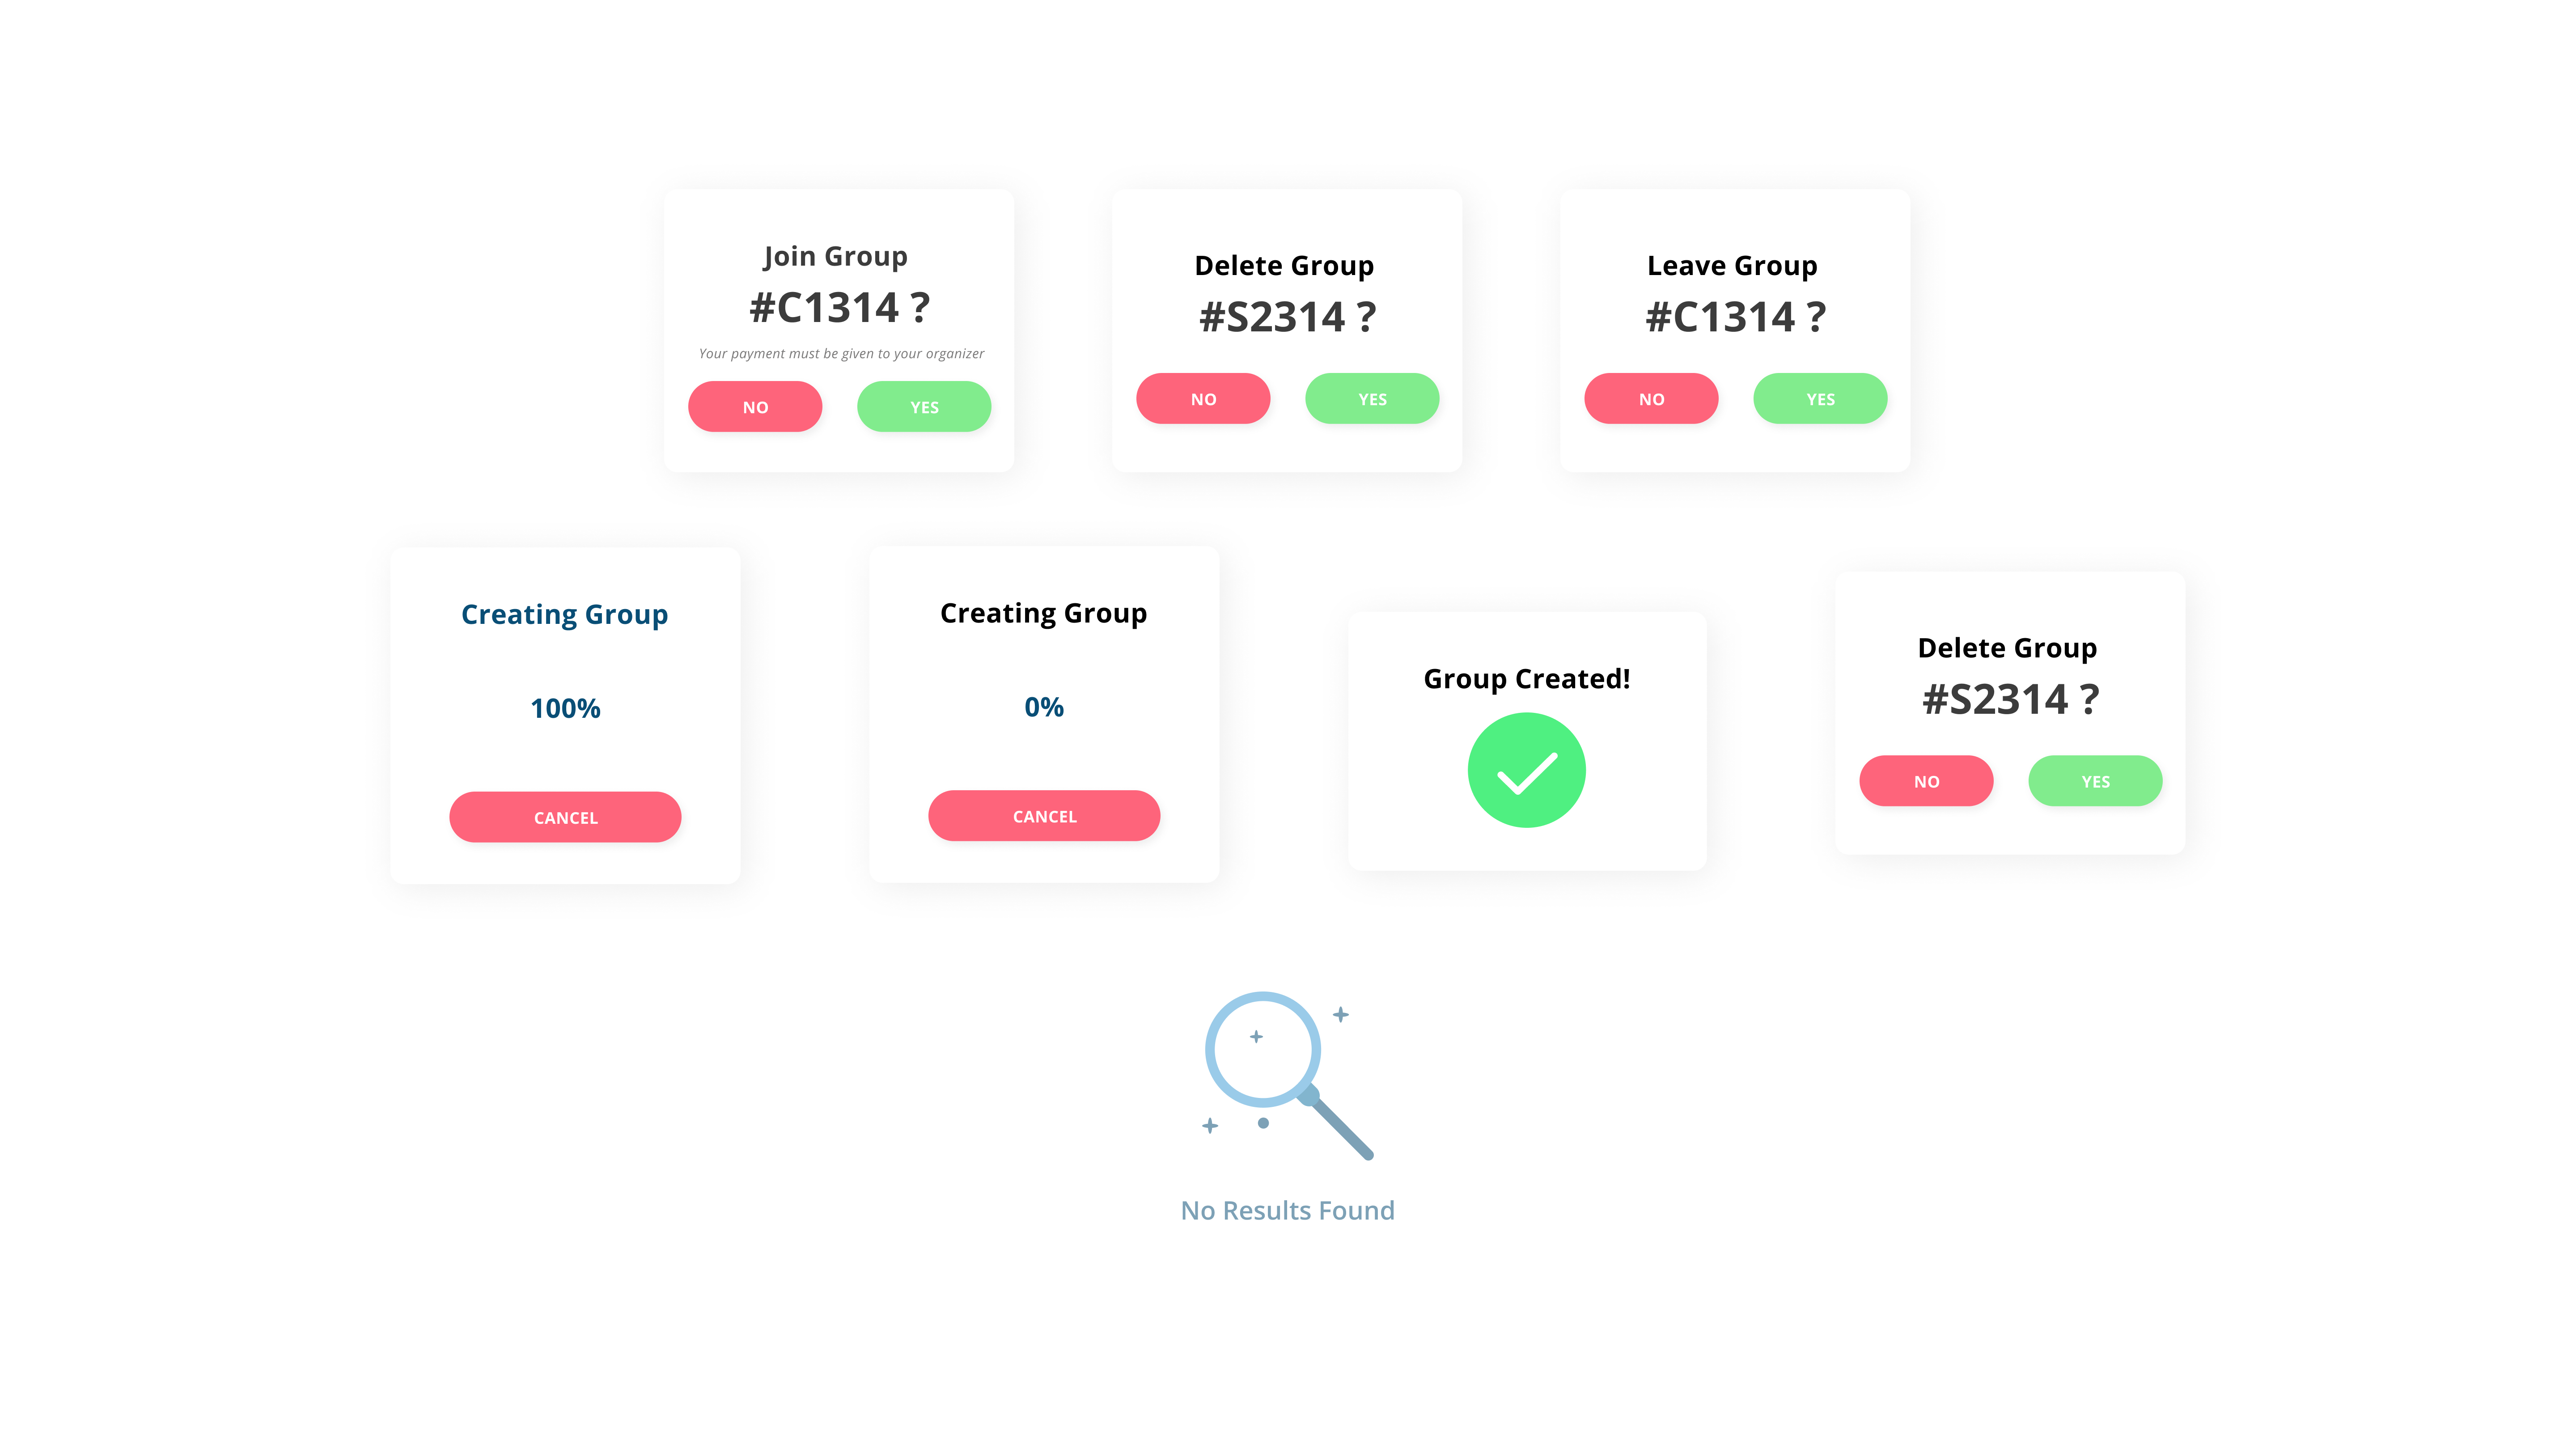 Join Group
#C1314 ?
Your payment must be given to your organizer
NO
YES
Delete Group
#S2314 ?
NO
YES
Leave Group
#C1314 ?
NO
YES
Creating Group
100%
CANCEL
Creating Group
0%
CANCEL
Group Created!
Delete Group
#S2314 ?
NO
YES
No Results Found